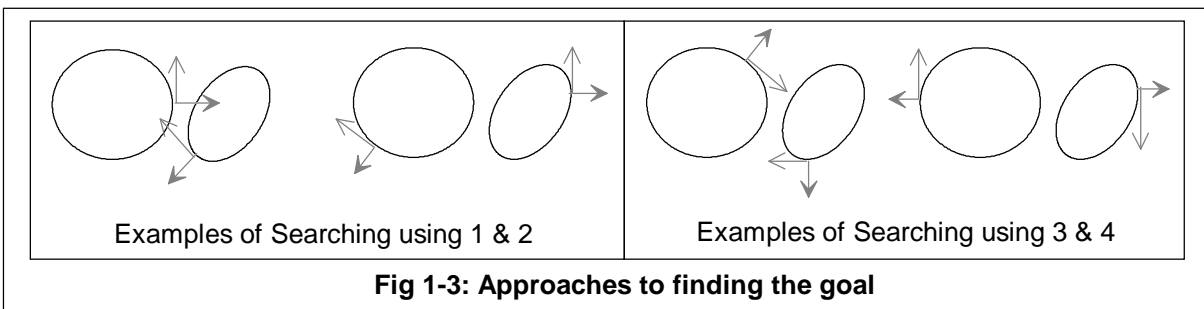 Examples of Searching using 1 & 2
Examples of Searching using 3 & 4
Fig 1-3: Approaches to finding the goal